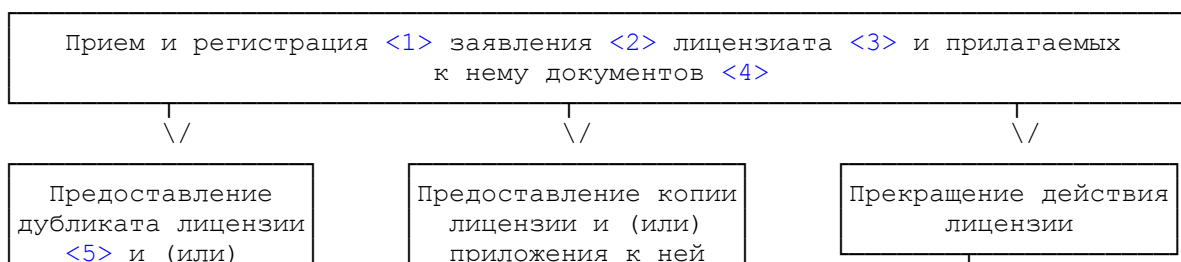 Прием и регистрация <1> заявления <2> лицензиата <3> и прилагаемых
к нему документов <4>
\/ \/ \/
Предоставление
дубликата лицензии
<5> и (или)
Предоставление копии
лицензии и (или)
приложения к ней
Прекращение действия
лицензии